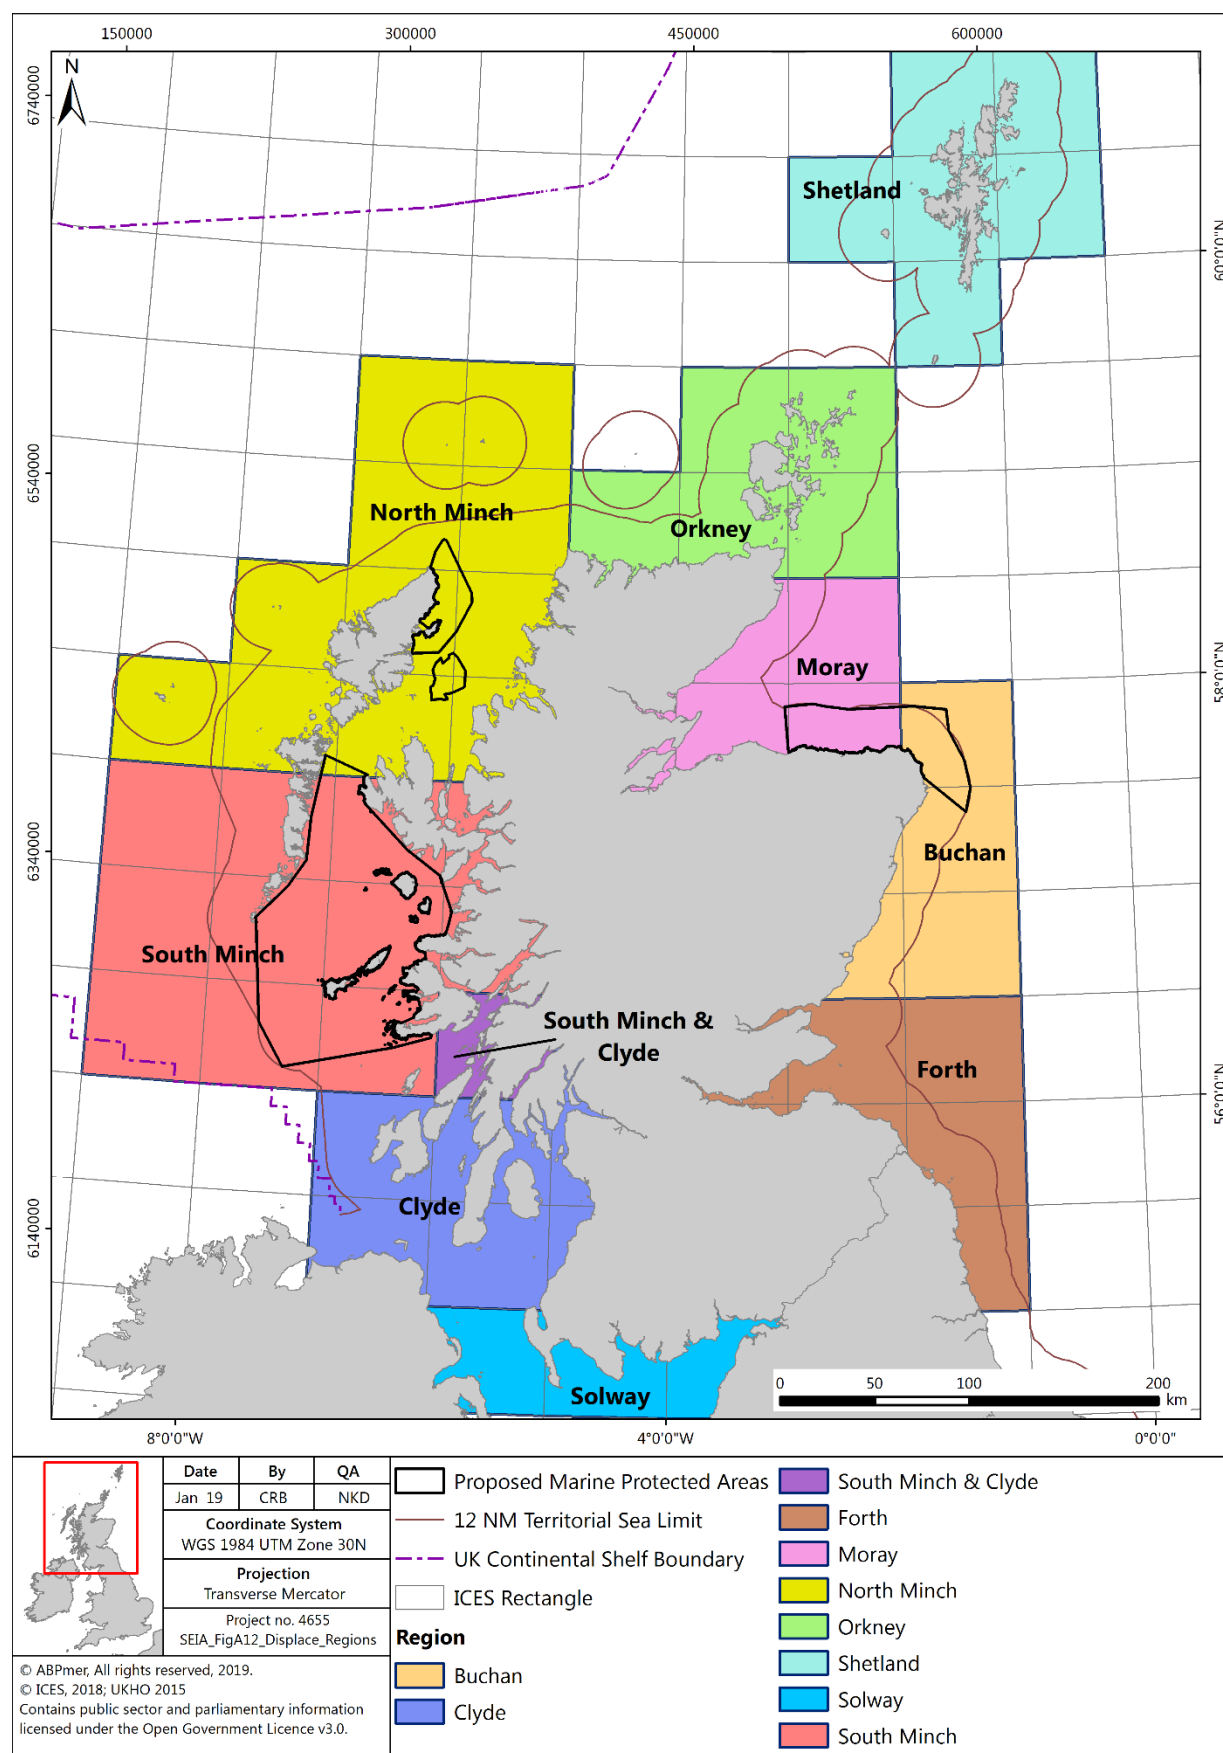 150000 300000 450000 600000
N
6740000
6540000
6340000
6140000
60°0'0"N
58°0'0"N
56°0'0"N
Shetland
North Minch
Orkney
Moray
Buchan
South Minch
South Minch &
Clyde
Forth
Clyde
Solway
0 50 100 200
km
8°0'0"W 4°0'0"W 0°0'0"
Date By QA
Jan 19 CRB NKD
Coordinate System
WGS 1984 UTM Zone 30N
Projection
Transverse Mercator
Project no. 4655
SEIA_FigA12_Displace_Regions
© ABPmer, All rights reserved, 2019.
© ICES, 2018; UKHO 2015
Contains public sector and parliamentary information
licensed under the Open Government Licence v3.0.
Proposed Marine Protected Areas
12 NM Territorial Sea Limit
UK Continental Shelf Boundary
ICES Rectangle
Region
Buchan
Clyde
South Minch & Clyde
Forth
Moray
North Minch
Orkney
Shetland
Solway
South Minch